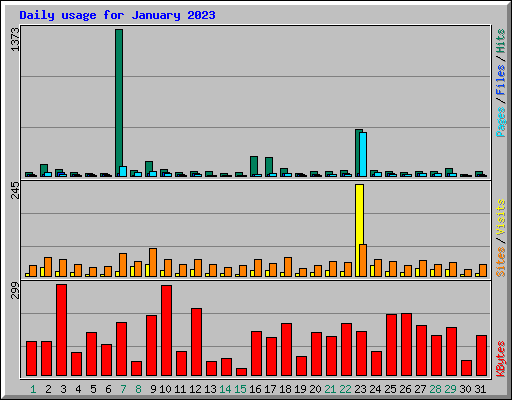 Daily usage for January 2023
1373
Pages / Files / Hits
245
Sites / Visits
299
KBytes
1 2 3 4 5 6 7 8 9 10 11 12 13 14 15 16 17 18 19 20 21 22 23 24 25 26 27 28 29 30 31